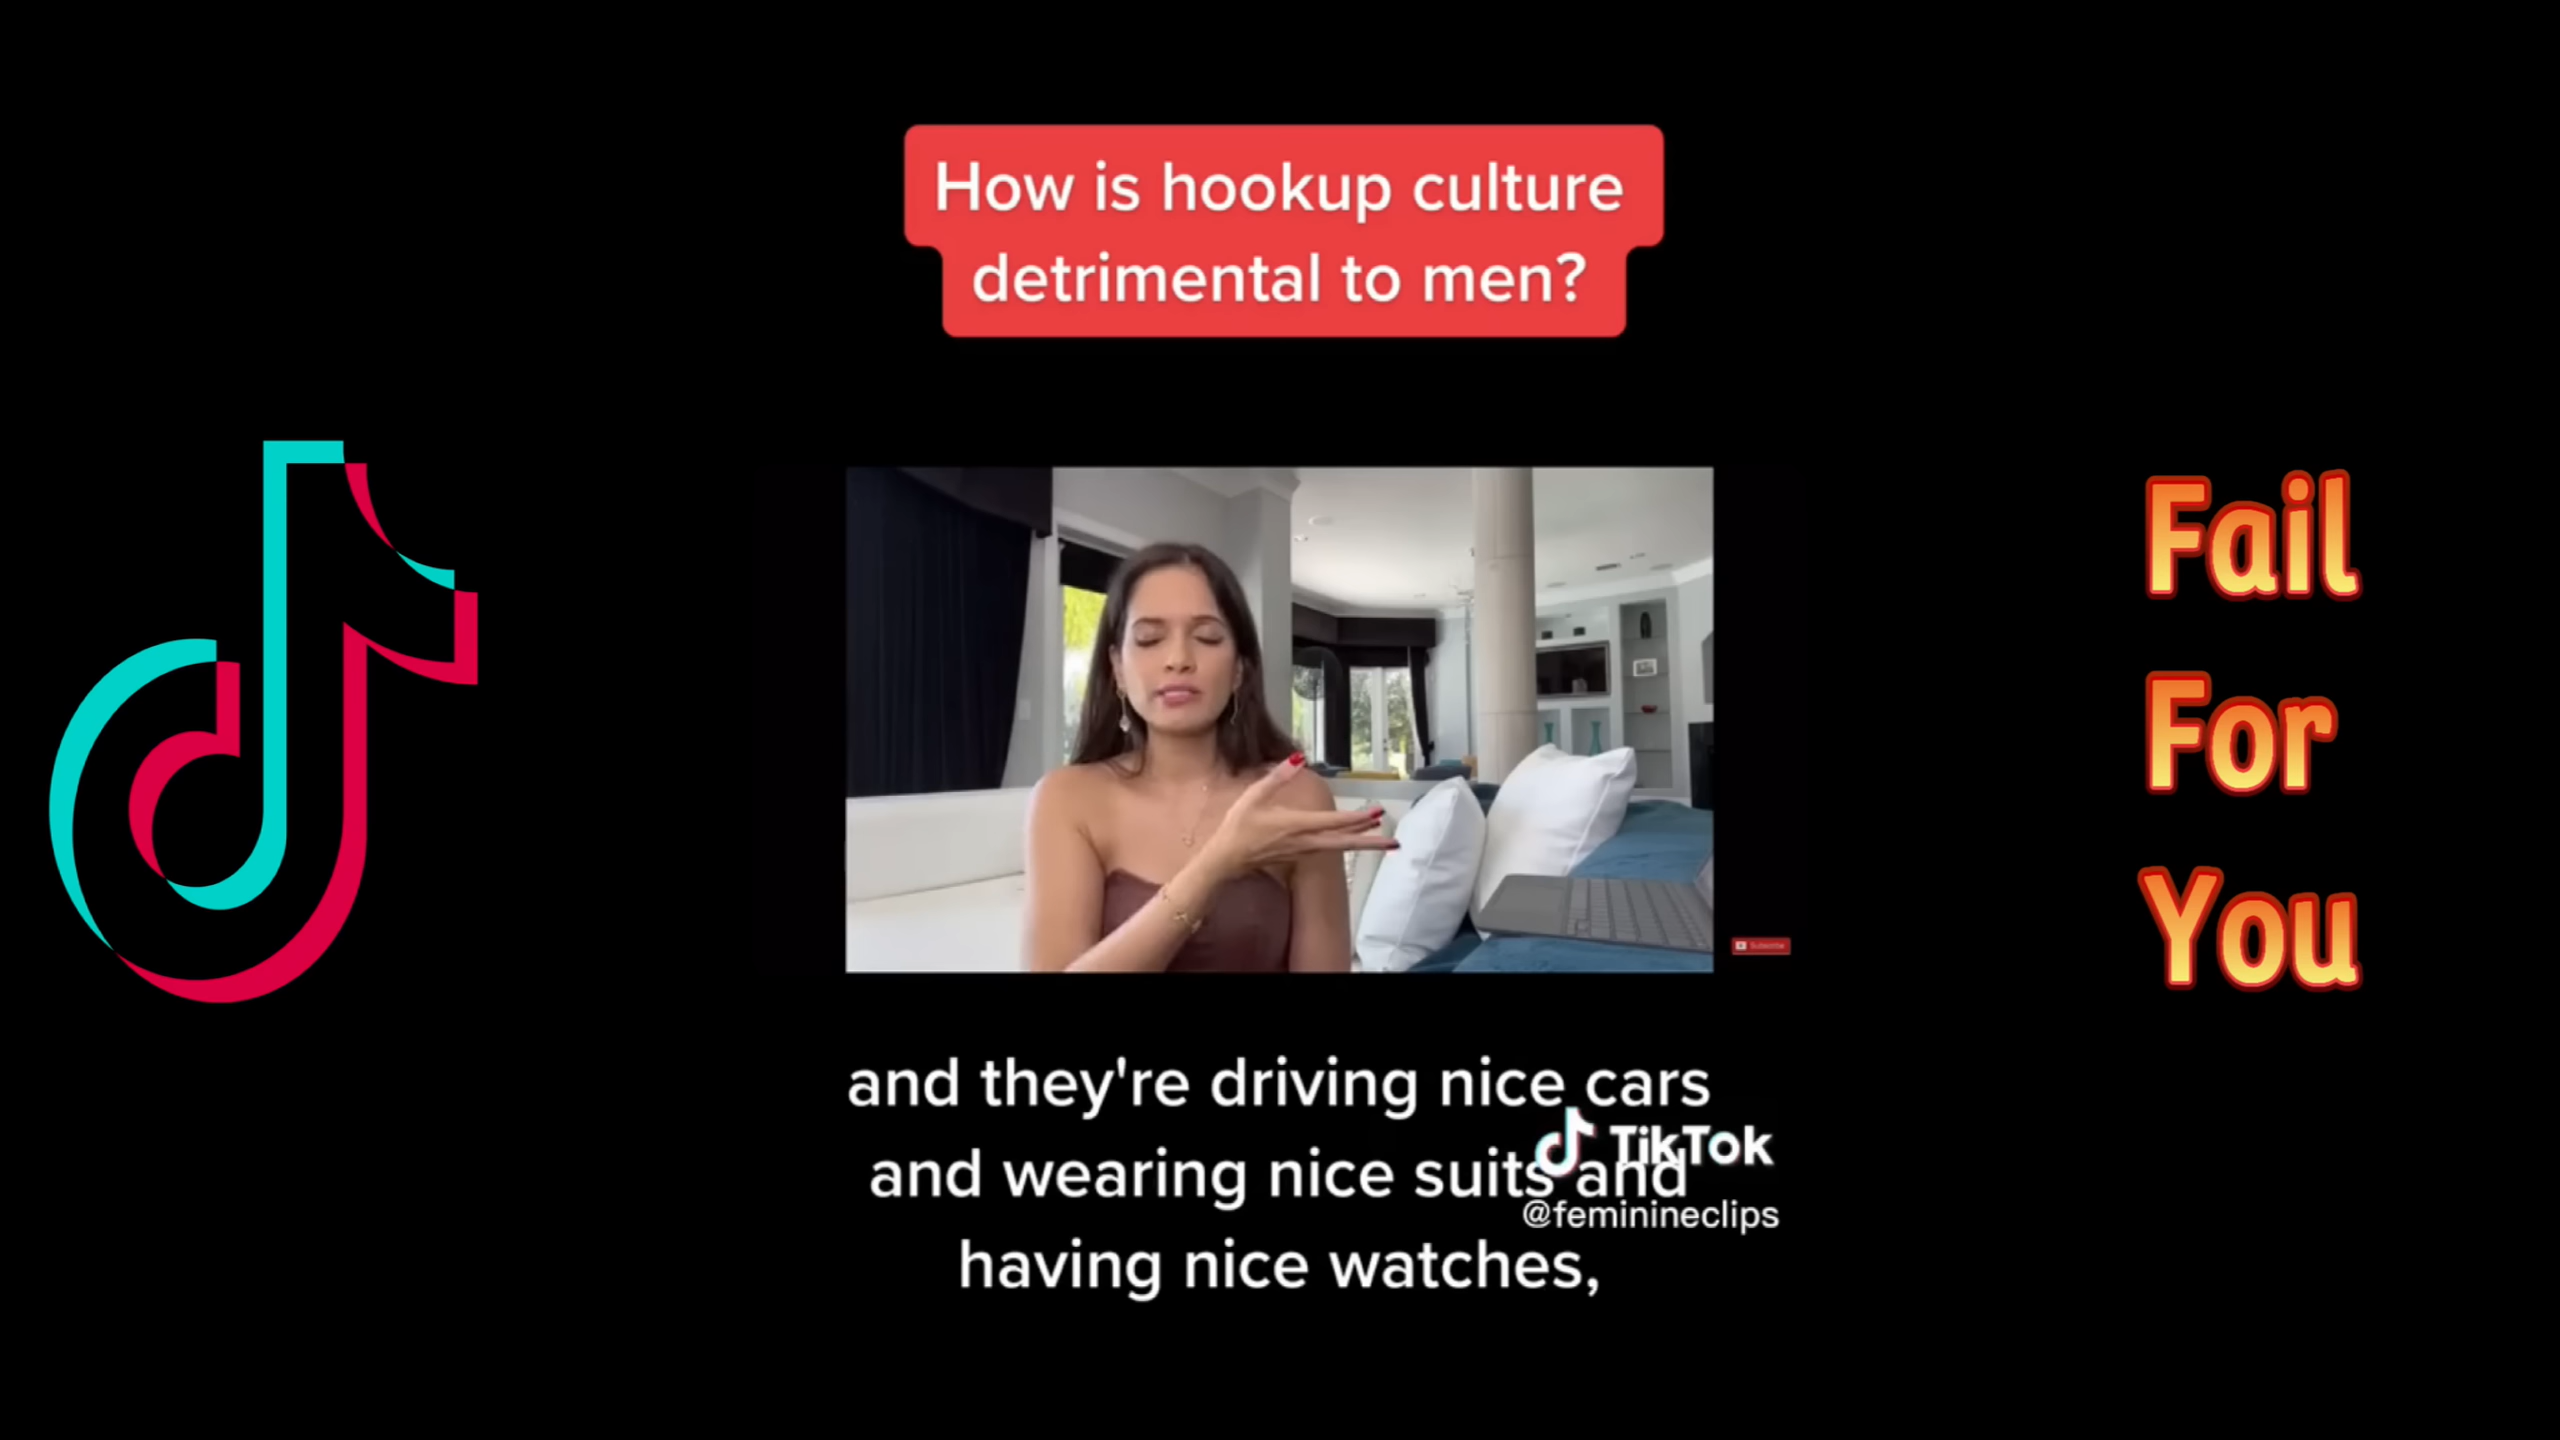 How is hookup culture
detrimental to men?
Fail
For
You
Subscribe
and they're driving nice cars
and wearing nice suits and
having nice watches,
TikTok
@feminineclips